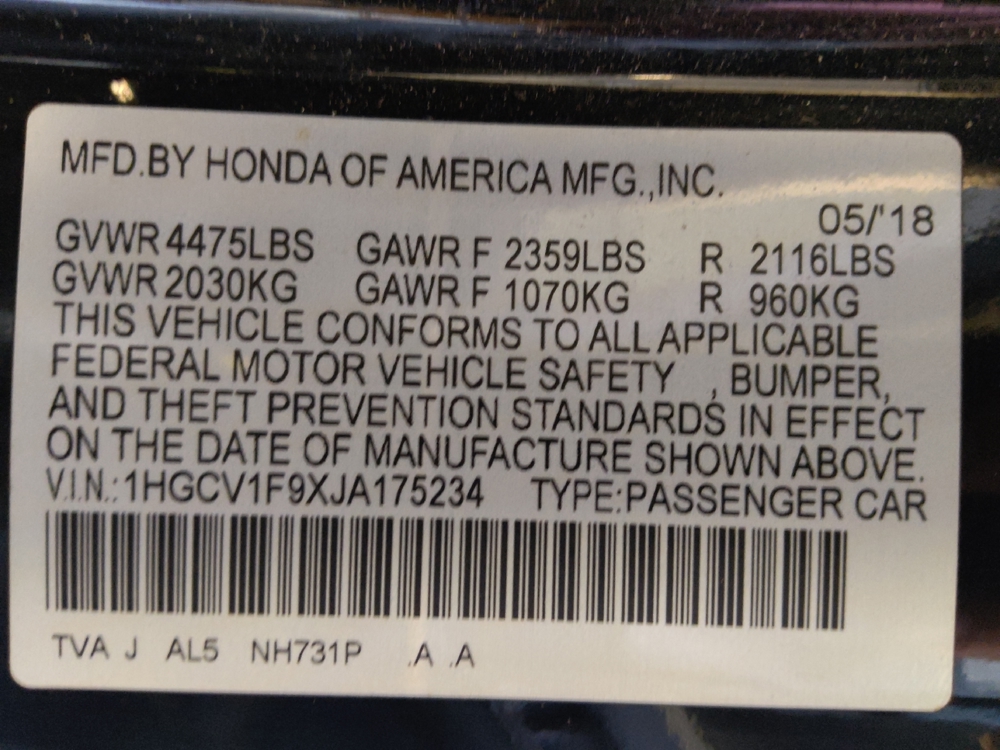 MFD.BY HONDA OF AMERICA MFG.,INC.
05/'18
GVWR 4475LBS GAWR F 2359LBS R 2116LBS
GVWR 2030KG GAWR F 1070KG R 960KG
THIS VEHICLE CONFORMS TO ALL APPLICABLE
FEDERAL MOTOR VEHICLE SAFETY , BUMPER,
AND THEFT PREVENTION STANDARDS IN EFFECT
ON THE DATE OF MANUFACTURE SHOWN ABOVE.
V.I.N.: 1HGCV1F9XJA175234 TYPE:PASSENGER CAR
TVA J AL5 NH731P .A .A